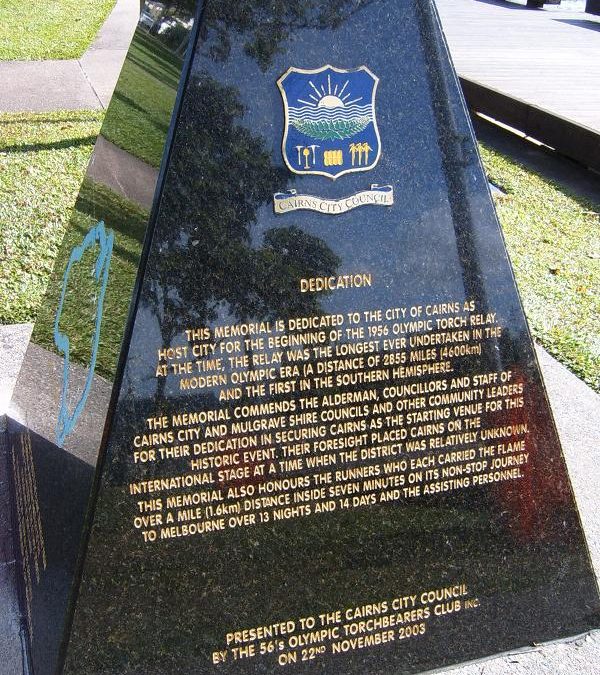 CAIRNS CITY COUNCIL
DEDICATION
THIS MEMORIAL IS DEDICATED TO THE CITY OF CAIRNS AS
HOST CITY FOR THE BEGINNING OF THE 1956 OLYMPIC TORCH RELAY.
AT THE TIME, THE RELAY WAS THE LONGEST EVER UNDERTAKEN IN THE
MODERN OLYMPIC ERA (A DISTANCE OF 2855 MILES (4600km)
AND THE FIRST IN THE SOUTHERN HEMISPHERE.
THE MEMORIAL COMMENDS THE ALDERMAN, COUNCILLORS AND STAFF OF
CAIRNS CITY AND MULGRAVE SHIRE COUNCILS AND OTHER COMMUNITY LEADERS
FOR THEIR DEDICATION IN SECURING CAIRNS AS THE STARTING VENUE FOR THIS
HISTORIC EVENT. THEIR FORESIGHT PLACED CAIRNS ON THE
INTERNATIONAL STAGE AT A TIME WHEN THE DISTRICT WAS RELATIVELY UNKNOWN.
THIS MEMORIAL ALSO HONOURS THE RUNNERS WHO EACH CARRIED THE FLAME
OVER A MILE (1.6km) DISTANCE INSIDE SEVEN MINUTES ON ITS NON-STOP JOURNEY
TO MELBOURNE OVER 13 NIGHTS AND 14 DAYS AND THE ASSISTING PERSONNEL.
PRESENTED TO THE CAIRNS CITY COUNCIL
BY THE 56's OLYMPIC TORCHBEARERS CLUB INC.
ON 22ND NOVEMBER 2003